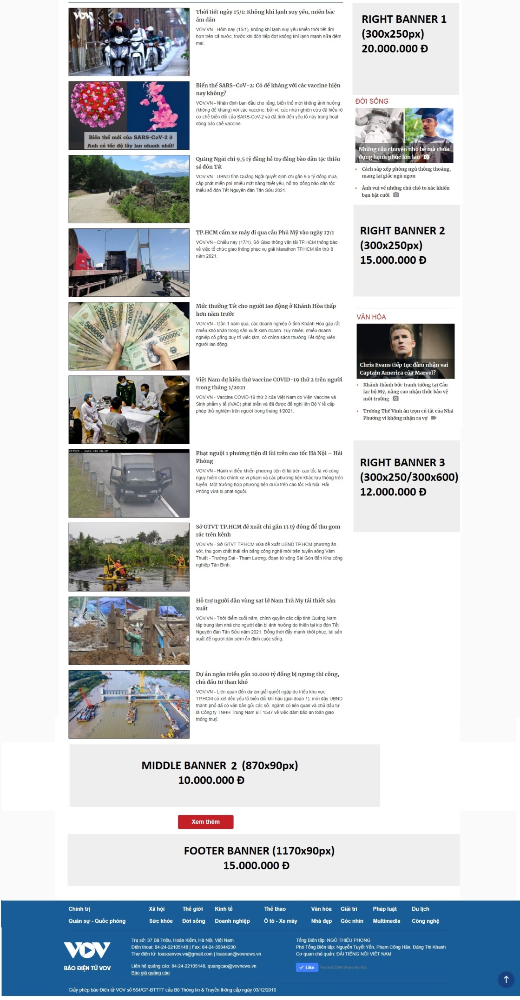 VOV
Thời tiết ngày 15/1: Không khí lạnh suy yếu, miền bắc
ấm dần
VOV.VN - Hôm nay (15/1), không khí lạnh suy yếu khiến thời tiết ấm
hơn trên cả nước, trước khi đón tiếp đợt không khí lạnh mạnh nữa đêm
mai.
Biến thể mới của SARS-CoV-2 ở
Anh có tốc độ lây lan nhanh nhất!
Biến thể SARS-CoV-2: Có đề kháng với các vaccine hiện
nay không?
VOV.VN - Nhận định ban đầu cho rằng, biến thể mới không ảnh hưởng
(không đề kháng) với các vaccine, bởi vì, các nhà nghiên cứu đã hiểu rõ
cơ chế biến đổi của SARS-CoV-2 và đã tính đến yếu tố này trong hoạt
động bào chế vaccine.
Quảng Ngãi chi 9,5 tỷ đồng hỗ trợ đồng bào dân tộc thiểu
số đón Tết
VOV.VN - UBND tỉnh Quảng Ngãi quyết định chi gần 9,5 tỷ đồng mua,
cấp phát miễn phí nhiều mặt hàng thiết yếu, hỗ trợ đồng bào dân tộc
thiểu số đón Tết Nguyên đán Tân Sửu 2021.
TP.HCM cấm xe máy đi qua cầu Phú Mỹ vào ngày 17/1
VOV.VN - Chiều nay (17/1), Sở Giao thông vận tải TP.HCM thông báo
về việc tổ chức giao thông phục vụ giải Marathon TP.HCM lần thứ 8
năm 2021.
Mức thưởng Tết cho người lao động ở Khánh Hòa thấp
hơn năm trước
VOV.VN - Gần 1 năm qua, các doanh nghiệp ở tỉnh Khánh Hòa gặp rất
nhiều khó khăn trong sản xuất kinh doanh. Tuy nhiên, nhiều doanh
nghiệp cố gắng duy trì việc làm, có chính sách thưởng Tết động viên
người lao động.
Việt Nam dự kiến thử vaccine COVID-19 thứ 2 trên người
trong tháng 1/2021
VOV.VN - Vaccine COVID-19 thứ 2 của Việt Nam do Viện Vaccine và
Sinh phẩm y tế (IVAC) phát triển và đã được đề nghị lên Bộ Y tế cấp
phép thử nghiệm trên người trong tháng 1/2021.
CCTV29 - Km49+740 HN-HP
Phạt nguội 1 phương tiện đi lùi trên cao tốc Hà Nội – Hải
Phòng
VOV.VN - Hành vi điều khiển phương tiện đi lùi trên cao tốc là vô cùng
nguy hiểm cho chính xe vi phạm và các phương tiện khác lưu thông trên
tuyến. Một trường hợp phương tiện đi lùi trên cao tốc Hà Nội- Hải
Phòng vừa bị phạt nguội.
Sở GTVT TP.HCM đề xuất chi gần 13 tỷ đồng để thu gom
rác trên kênh
VOV.VN - Sở GTVT TP.HCM vừa đề xuất UBND TP.HCM phương án
vớt, thu gom chất thải rắn bằng công nghệ mới trên tuyến sông Vàm
Thuật - Trường Đai - Tham Lương, đoạn từ sông Sài Gòn đến Khu công
nghiệp Tân Bình.
Hỗ trợ người dân vùng sạt lở Nam Trà My tái thiết sản
xuất
VOV.VN - Thời điểm cuối năm, chính quyền các cấp tỉnh Quảng Nam
tập trung làm nhà cho người dân bị ảnh hưởng do thiên tai kịp đón Tết
Nguyên đán Tân Sửu năm 2021. Đồng thời đẩy mạnh khôi phục, tái sản
xuất để người dân sớm ổn định cuộc sống.
Dự án ngăn triều gần 10.000 tỷ đồng bị ngưng thi công,
chủ đầu tư than khó
VOV.VN - Liên quan đến dự án giải quyết ngập do triều khu vực
TP.HCM có xét đến yếu tố biến đổi khí hậu (giai đoạn 1), mới đây UBND
thành phố đã có văn bản gửi các sở, ngành có liên quan và chủ đầu tư
là Công ty TNHH Trung Nam BT 1547 về việc đảm bảo an toàn giao
thông thuỷ.
RIGHT BANNER 1
(300x250px)
20.000.000 Đ
ĐỜI SỐNG
Những câu chuyện nhỏ bé mà chứa
đựng hạnh phúc lớn lao
Cách sắp xếp phòng ngủ thông thoáng,
mang lại giấc ngủ ngon
Ảnh vui về những chú chó to xác khiến
bạn bật cười
RIGHT BANNER 2
(300x250px)
15.000.000 Đ
VĂN HÓA
Chris Evans tiếp tục đảm nhận vai
Captain America của Marvel?
Khánh thành bức tranh tường tại Câu
lạc bộ Mỹ, nâng cao nhận thức bảo vệ
môi trường
Trương Thế Vinh ăn trọn cú tát của Nhã
Phương vì không nhận ra vợ
RIGHT BANNER 3
(300x250/300x600)
12.000.000 Đ
MIDDLE BANNER 2 (870x90px)
10.000.000 Đ
Xem thêm
FOOTER BANNER (1170x90px)
15.000.000 Đ
Chính trị Xã hội Thế giới Kinh tế Thể thao Văn hóa Giải trí Pháp luật Du lịch
Quân sự - Quốc phòng Sức khỏe Đời sống Doanh nghiệp Ô tô - Xe máy Nhà đẹp Góc nhìn Multimedia Công nghệ
VOV
BÁO ĐIỆN TỬ VOV
Trụ sở: 37 Bà Triệu, Hoàn Kiếm, Hà Nội, Việt Nam
Điện thoại: 84-24-22105148 | Fax: 84-24-39344230
Thư điện tử: toasoanvov.vn@gmail.com | toasoan@vovnews.vn
Liên hệ quảng cáo: 84-24-22105148, quangcao@vovnews.vn
Báo giá quảng cáo
Tổng Biên tập: NGÔ THIỆU PHONG
Phó Tổng Biên tập: Nguyễn Tuyết Yến, Phạm Công Hân, Đặng Thị Khanh
Cơ quan chủ quản: ĐÀI TIẾNG NÓI VIỆT NAM
Like You and 230K others like this.
Giấy phép báo Điện tử VOV số 564/GP-BTTTT của Bộ Thông tin & Truyền thông cấp ngày 03/12/2016